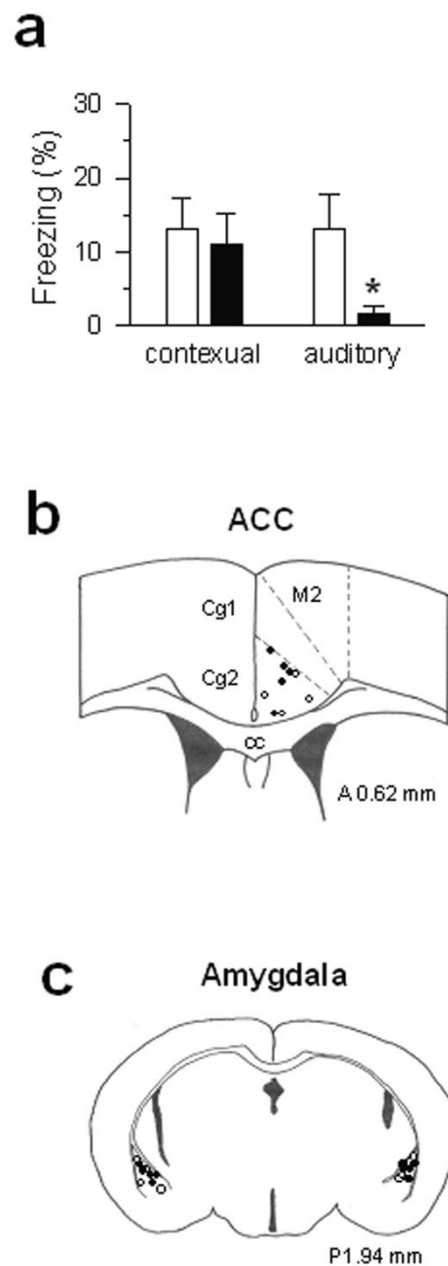 a
30
20
10
0
Freezing (%)
*
contexual auditory
b
ACC
Cg1
M2
Cg2
cc
A 0.62 mm
c
Amygdala
P1.94 mm